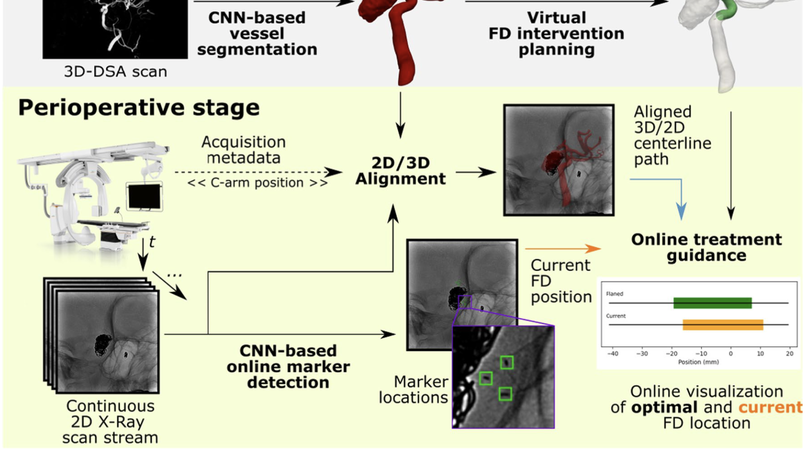 CNN-based
vessel
segmentation
Virtual
FD intervention
planning
3D-DSA scan
Perioperative stage
Acquisition
metadata
<< C-arm position >>
2D/3D
Alignment
Aligned
3D/2D
centerline
path
t
...
Online treatment
guidance
Current
FD
position
Flaned
Current
−40 −30 −20 −10 0 10 20
Position (mm)
CNN-based
online marker
detection
Marker
locations
Continuous
2D X-Ray
scan stream
Online visualization
of optimal and current
FD location